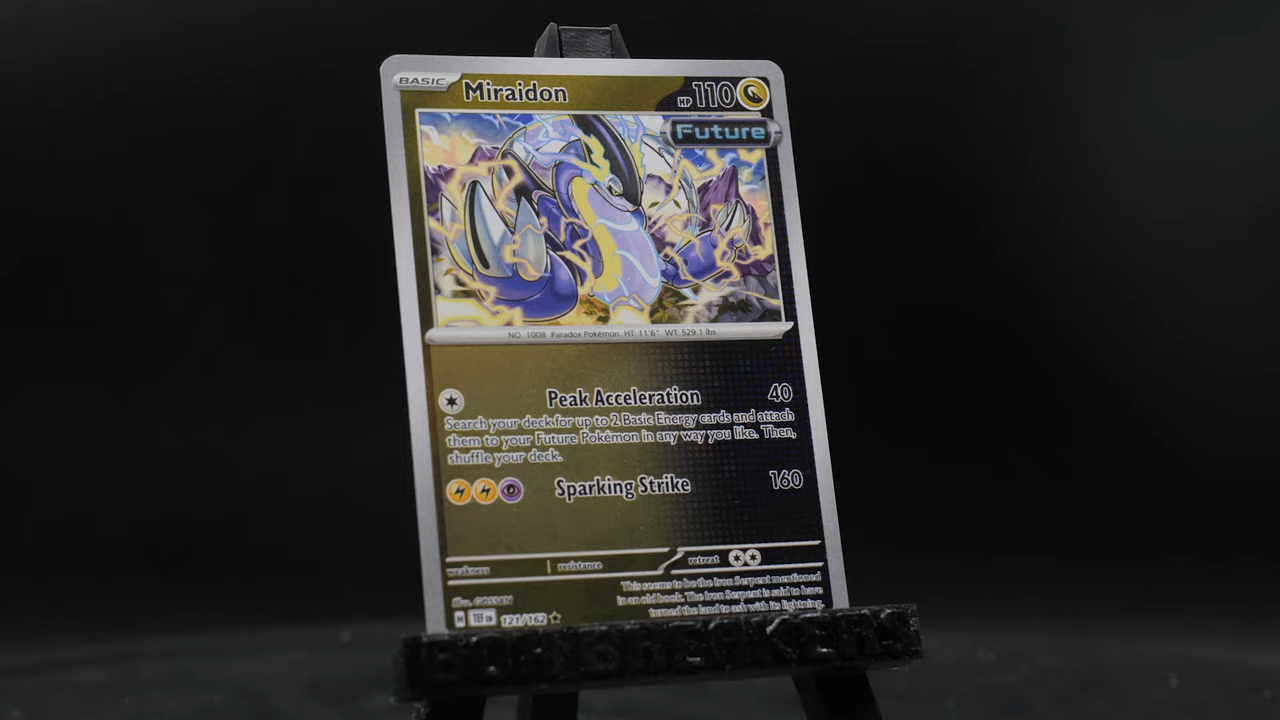 BASIC Miraidon HP 110
Future
NO. 1008 Paradox Pokémon HT: 11'6" WT: 529.1 lbs.
Peak Acceleration 40
Search your deck for up to 2 Basic Energy cards and attach
them to your Future Pokémon in any way you like. Then,
shuffle your deck.
Sparking Strike 160
weakness resistance retreat
This seems to be the Iron Serpent mentioned
in an old book. The Iron Serpent is said to have
turned the land to ash with its lightning.
Illus. GOSSAN
H TEF EN 121/162